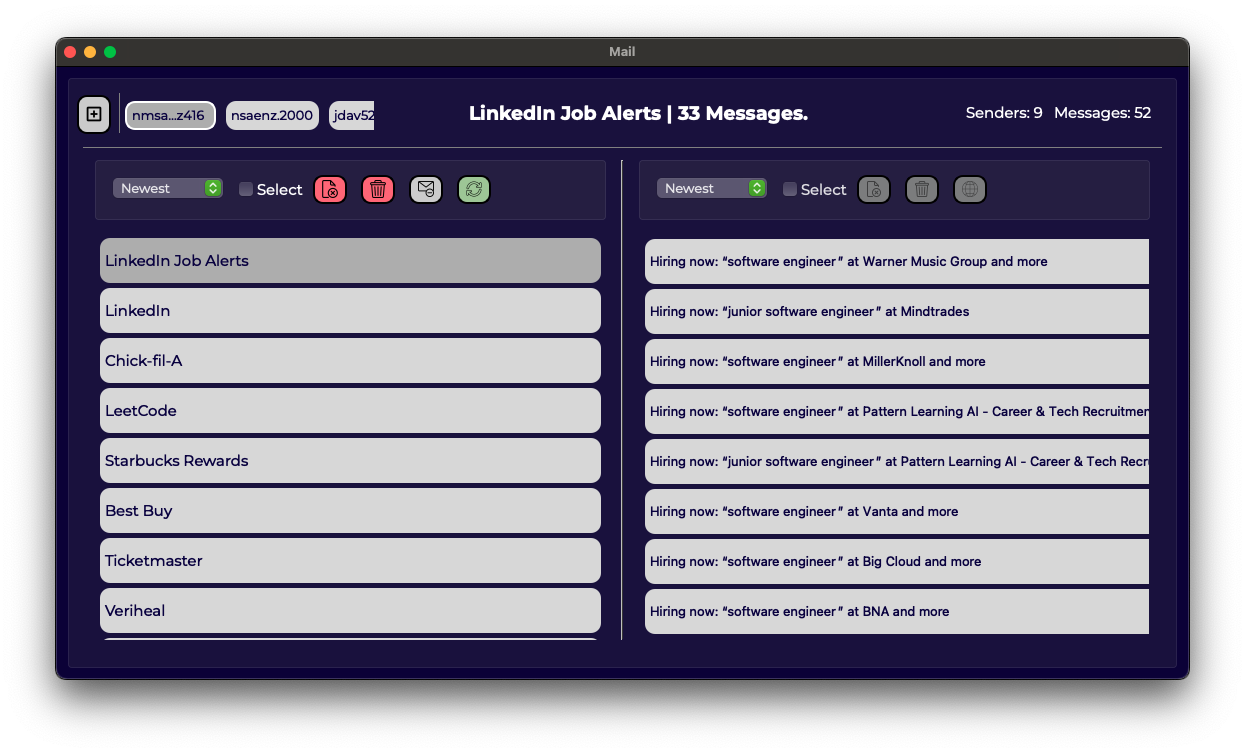 Mail
nmsa...z416 nsaenz.2000 jdav52 LinkedIn Job Alerts | 33 Messages. Senders: 9 Messages: 52
Newest Select
LinkedIn Job Alerts
LinkedIn
Chick-fil-A
LeetCode
Starbucks Rewards
Best Buy
Ticketmaster
Veriheal
Newest Select
Hiring now: “software engineer” at Warner Music Group and more
Hiring now: “junior software engineer” at Mindtrades
Hiring now: “software engineer” at MillerKnoll and more
Hiring now: “software engineer” at Pattern Learning AI - Career & Tech Recruitmen
Hiring now: “junior software engineer” at Pattern Learning AI - Career & Tech Recru
Hiring now: “software engineer” at Vanta and more
Hiring now: “software engineer” at Big Cloud and more
Hiring now: “software engineer” at BNA and more